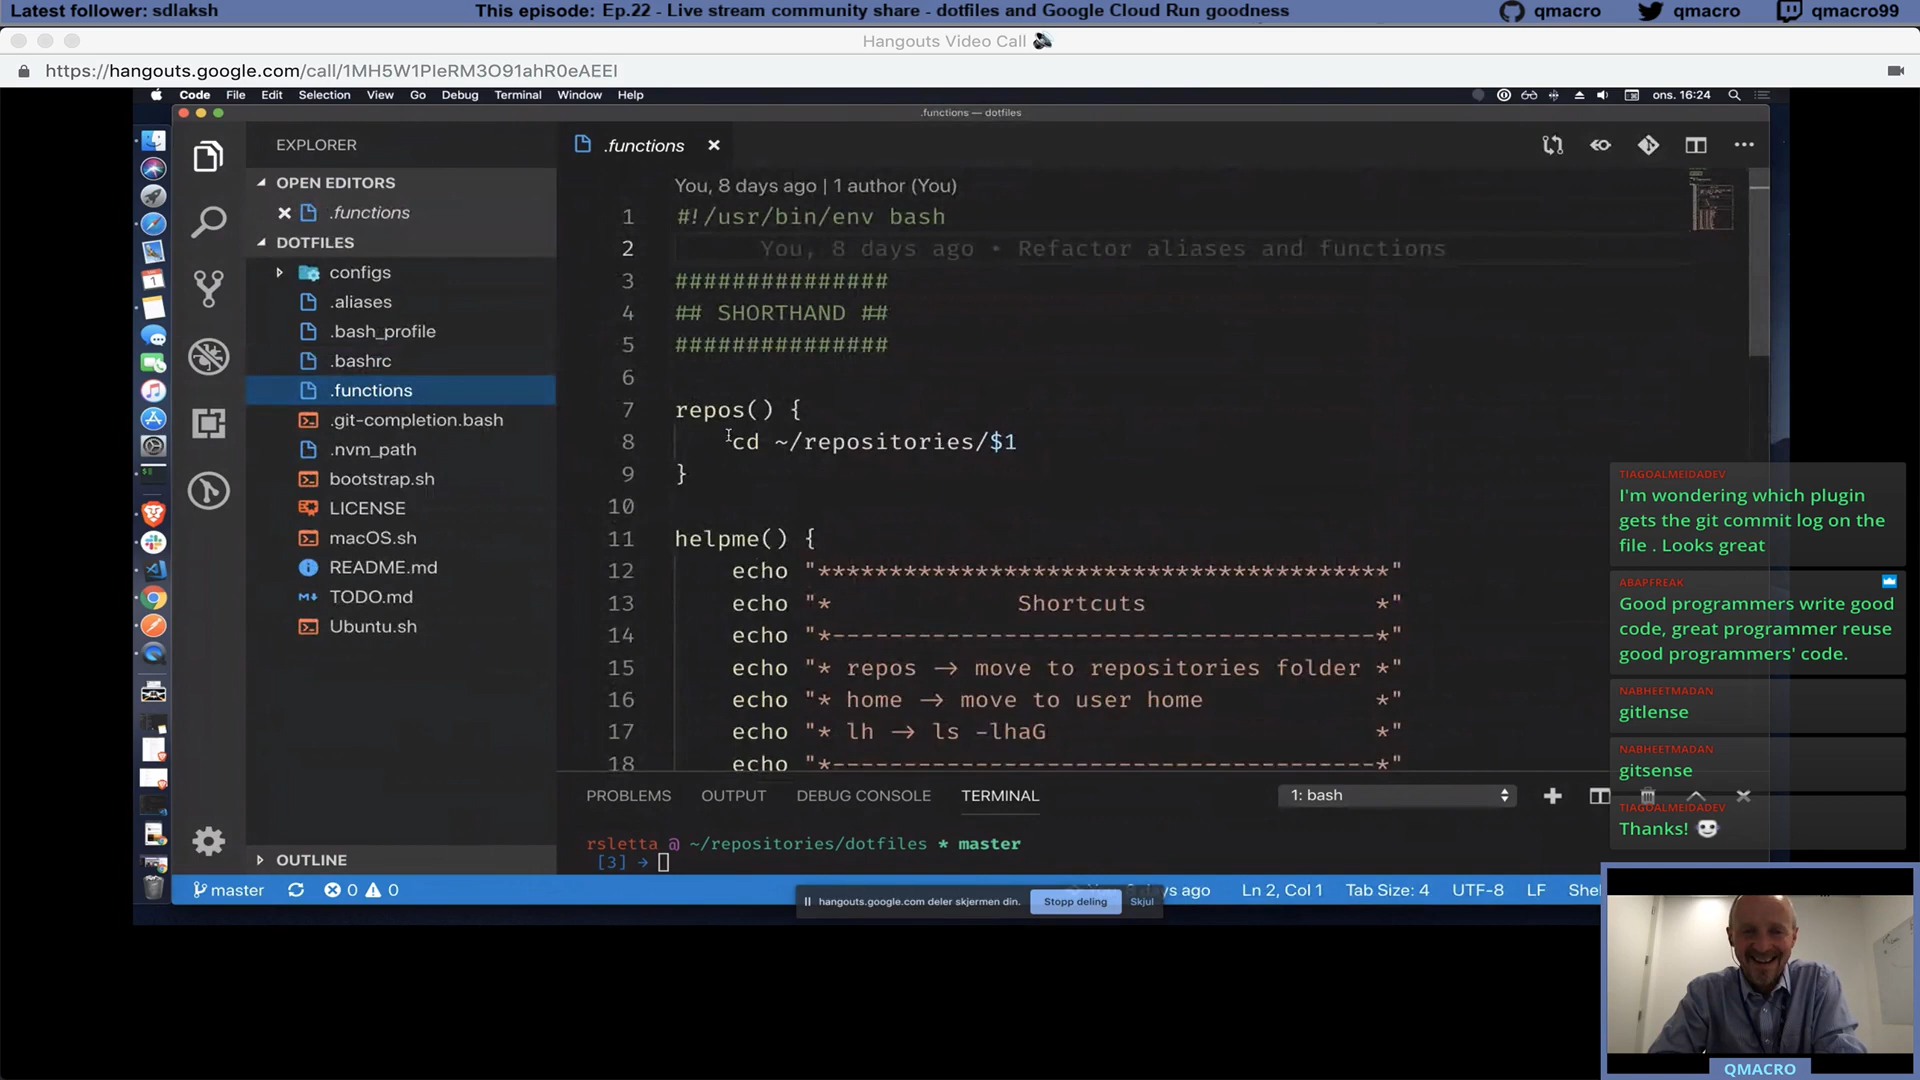 Latest follower: sdlaksh
This episode: Ep.22 - Live stream community share - dotfiles and Google Cloud Run goodness
qmacro
qmacro
qmacro99
Hangouts Video Call
https://hangouts.google.com/call/1MH5W1PIeRM3O91ahR0eAEEI
Code File Edit Selection View Go Debug Terminal Window Help
ons. 16:24
.functions — dotfiles
EXPLORER
OPEN EDITORS
.functions
DOTFILES
configs
.aliases
.bash_profile
.bashrc
.functions
.git-completion.bash
.nvm_path
bootstrap.sh
LICENSE
macOS.sh
README.md
TODO.md
Ubuntu.sh
OUTLINE
.functions
You, 8 days ago | 1 author (You)
1 #!/usr/bin/env bash
2 You, 8 days ago • Refactor aliases and functions
3 ###############
4 ## SHORTHAND ##
5 ###############
6
7 repos() {
8 cd ~/repositories/$1
9 }
10
11 helpme() {
12 echo "****************************************"
13 echo "* Shortcuts *"
14 echo "*--------------------------------------*"
15 echo "* repos -> move to repositories folder *"
16 echo "* home -> move to user home *"
17 echo "* lh -> ls -lhaG *"
18 echo "*--------------------------------------*"
PROBLEMS OUTPUT DEBUG CONSOLE TERMINAL
1: bash
rsletta @ ~/repositories/dotfiles * master
[3] →
master 0 0
days ago Ln 2, Col 1 Tab Size: 4 UTF-8 LF
hangouts.google.com deler skjermen din. Stopp deling Skjul
TIAGOALMEIDADEV
I'm wondering which plugin
gets the git commit log on the
file . Looks great
ABAPFREAK
Good programmers write good
code, great programmer reuse
good programmers' code.
NABHEETMADAN
gitlense
NABHEETMADAN
gitsense
TIAGOALMEIDADEV
Thanks!
QMACRO